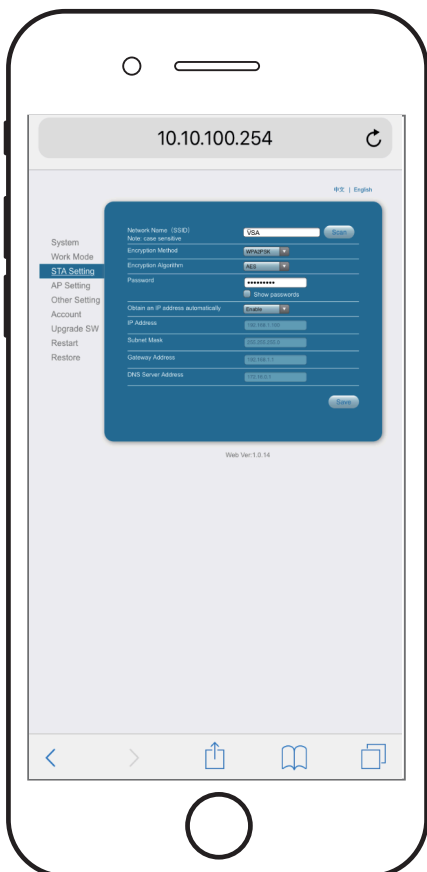 10.10.100.254
中文 | English
System
Work Mode
STA Setting
AP Setting
Other Setting
Account
Upgrade SW
Restart
Restore
Network Name (SSID)
Note: case sensitive
VSA
Scan
Encryption Method
WPA2PSK
Encryption Algorithm
AES
Password
•••••••••
Show passwords
Obtain an IP address automatically
Enable
IP Address
Subnet Mask
Gateway Address
DNS Server Address
Save
Web Ver:1.0.14